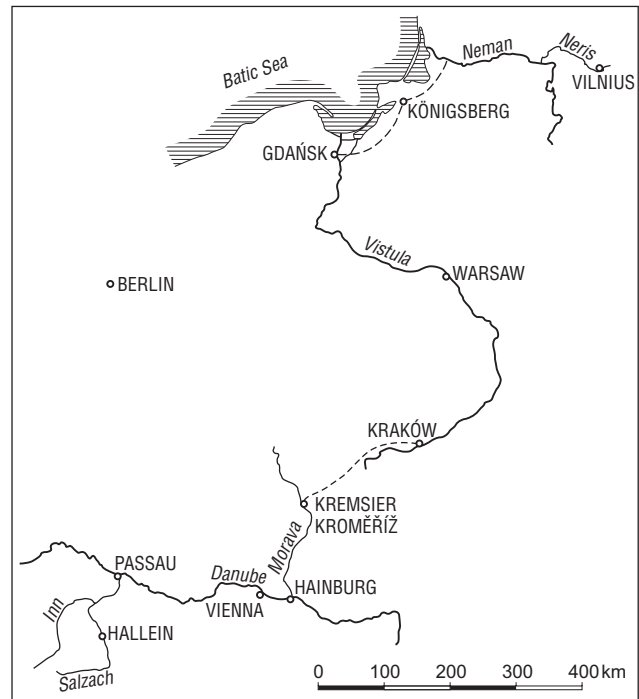 Batic Sea
Neman
Neris
VILNIUS
KÖNIGSBERG
GDAŃSK
Vistula
WARSAW
BERLIN
KRAKÓW
KREMSIER
KROMĚŘÍŽ
Morava
PASSAU
Danube
HAINBURG
VIENNA
Inn
HALLEIN
Salzach
0 100 200 300 400 km